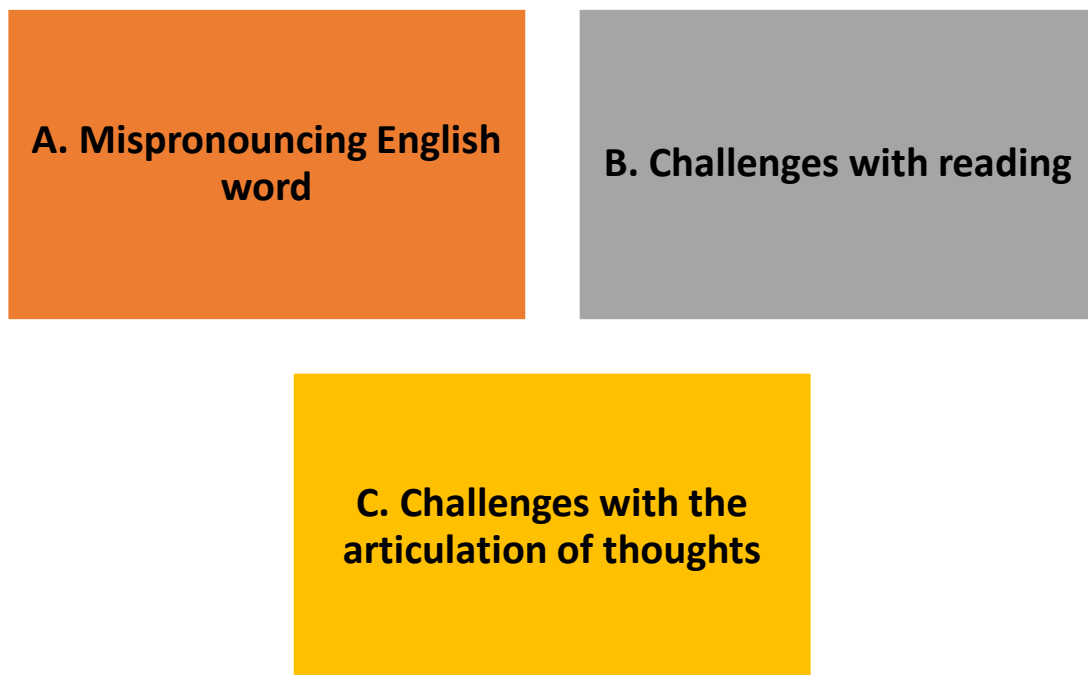 A. Mispronouncing English
word
B. Challenges with reading
C. Challenges with the
articulation of thoughts